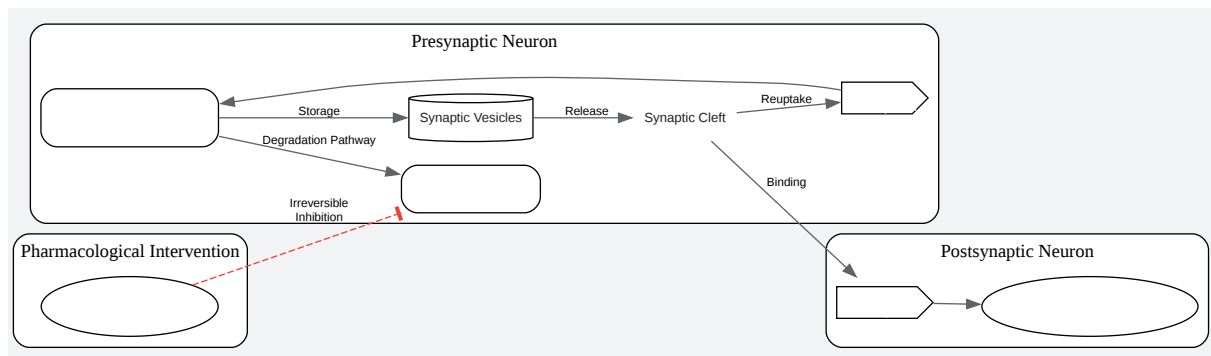 Presynaptic Neuron
Reuptake
Storage
Synaptic Vesicles
Release
Synaptic Cleft
Degradation Pathway
Binding
Irreversible
Inhibition
Pharmacological Intervention
Postsynaptic Neuron